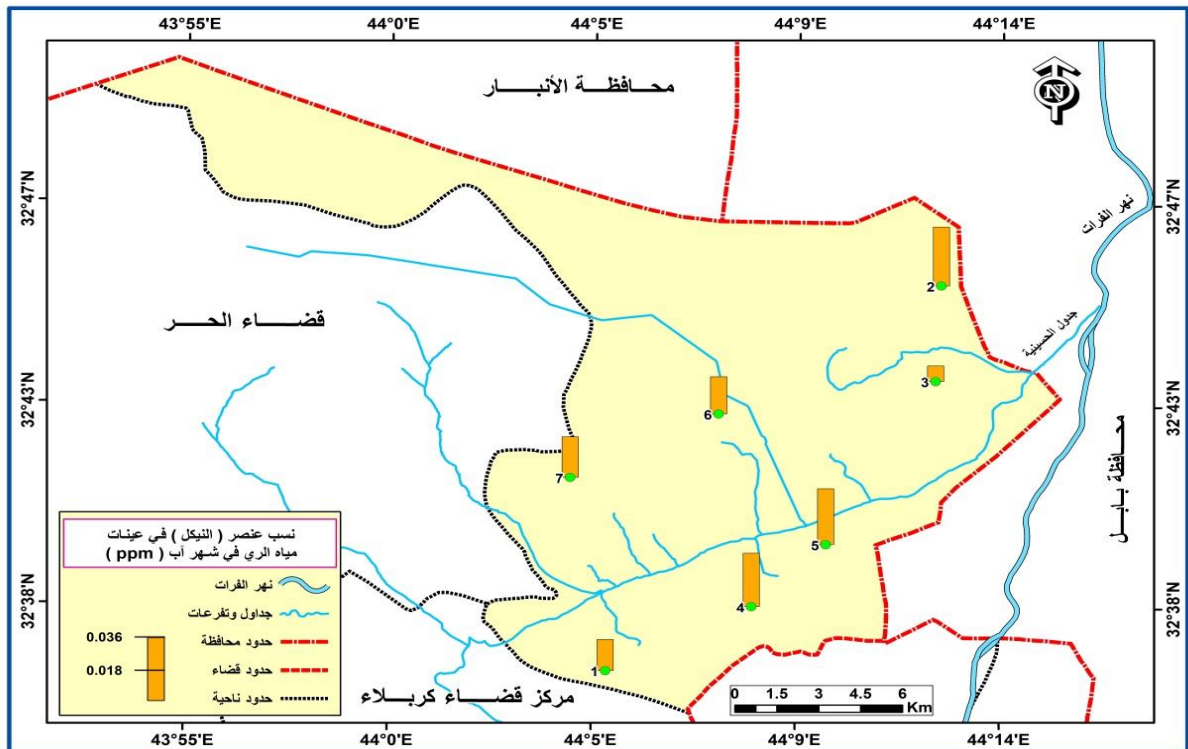 43°55'E 44°0'E 44°5'E 44°9'E 44°14'E
محافظة الأنبار
N
32°47'N
32°47'N
نهر الفرات
2
قضاء الحر
جدول الحسينية
3
32°43'N
6
32°43'N
7
محافظة بابل
5
نسب عنصر ( النيكل ) في عينات
مياه الري في شهر آب ( ppm )
نهر الفرات
32°38'N
4
32°38'N
جداول وتفرعات
0.036
حدود محافظة
0.018
حدود قضاء
1
حدود ناحية
مركز قضاء كربلاء
0 1.5 3 4.5 6
Km
43°55'E 44°0'E 44°5'E 44°9'E 44°14'E